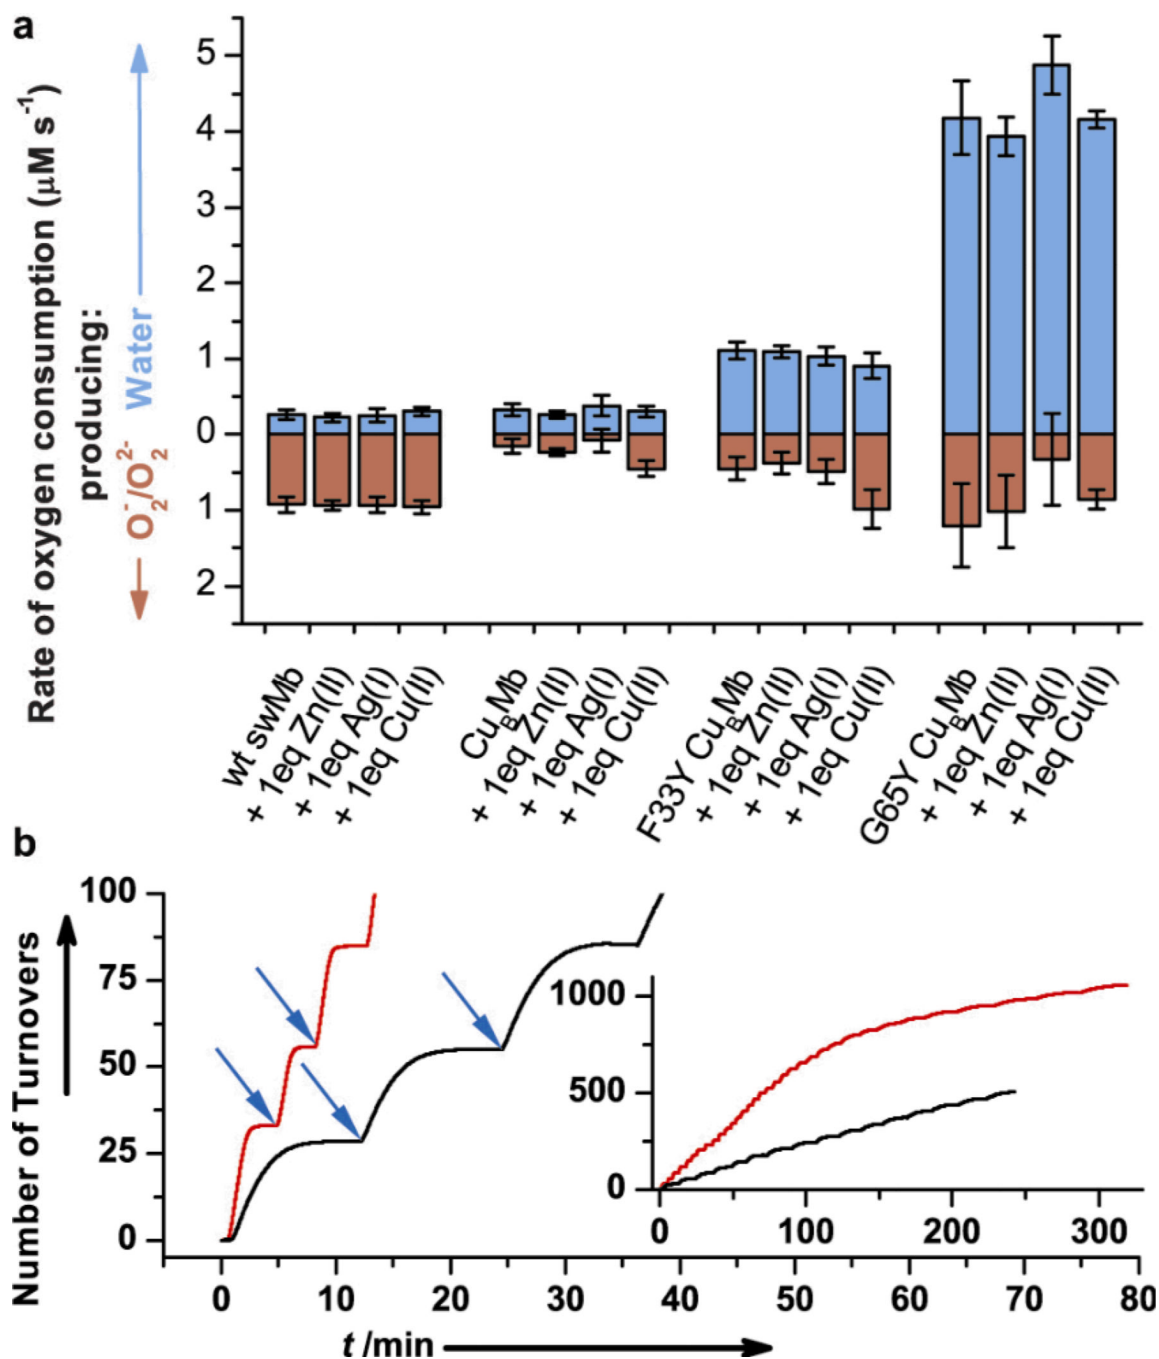 a
Rate of oxygen consumption (μM s⁻¹)
producing:
O₂⁻/O₂²⁻ Water
5
4
3
2
1
0
1
2
wt swMb
+ 1eq Zn(II)
+ 1eq Ag(I)
+ 1eq Cu(II)
Cu_BMb
+ 1eq Zn(II)
+ 1eq Ag(I)
+ 1eq Cu(II)
F33Y Cu_BMb
+ 1eq Zn(II)
+ 1eq Ag(I)
+ 1eq Cu(II)
G65Y Cu_BMb
+ 1eq Zn(II)
+ 1eq Ag(I)
+ 1eq Cu(II)
b
Number of Turnovers
100
75
50
25
0
0 10 20 30 40 50 60 70 80
t /min
1000
500
0
0 100 200 300